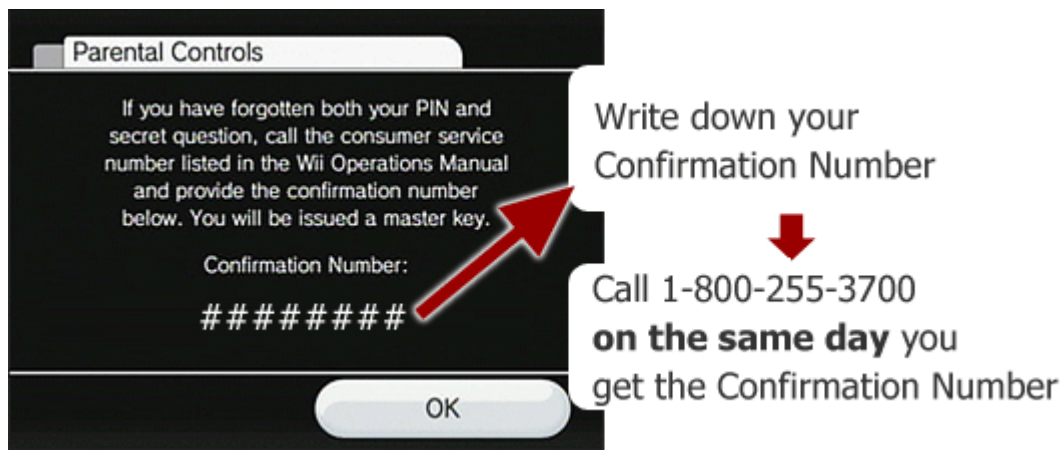 Parental Controls
If you have forgotten both your PIN and
secret question, call the consumer service
number listed in the Wii Operations Manual
and provide the confirmation number
below. You will be issued a master key.
Confirmation Number:
########
OK
Write down your
Confirmation Number
Call 1-800-255-3700
on the same day you
get the Confirmation Number